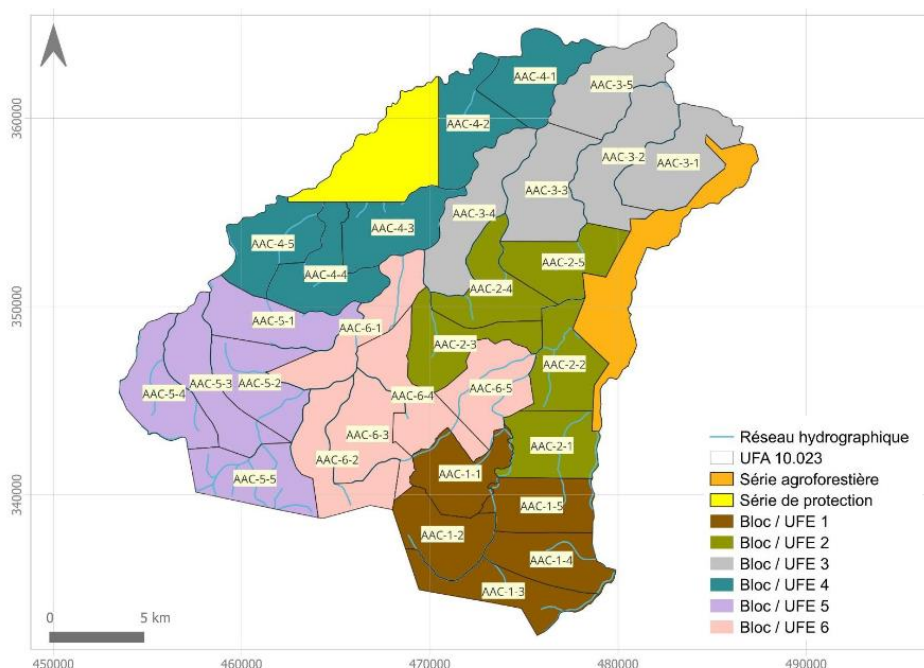 AAC-4-1
AAC-3-5
360000
AAC-4-2
AAC-3-2
AAC-3-1
AAC-3-3
AAC-3-4
AAC-4-3
AAC-4-5
AAC-2-5
AAC-4-4
AAC-2-4
350000
AAC-5-1
AAC-6-1
AAC-2-3
AAC-2-2
AAC-5-3
AAC-5-2
AAC-5-4
AAC-6-4
AAC-6-5
AAC-6-3
AAC-2-1
AAC-6-2
AAC-1-1
AAC-5-5
340000
AAC-1-5
AAC-1-2
AAC-1-4
AAC-1-3
Réseau hydrographique
UFA 10.023
Série agroforestière
Série de protection
Bloc / UFE 1
Bloc / UFE 2
Bloc / UFE 3
Bloc / UFE 4
Bloc / UFE 5
Bloc / UFE 6
0 5 km
450000 460000 470000 480000